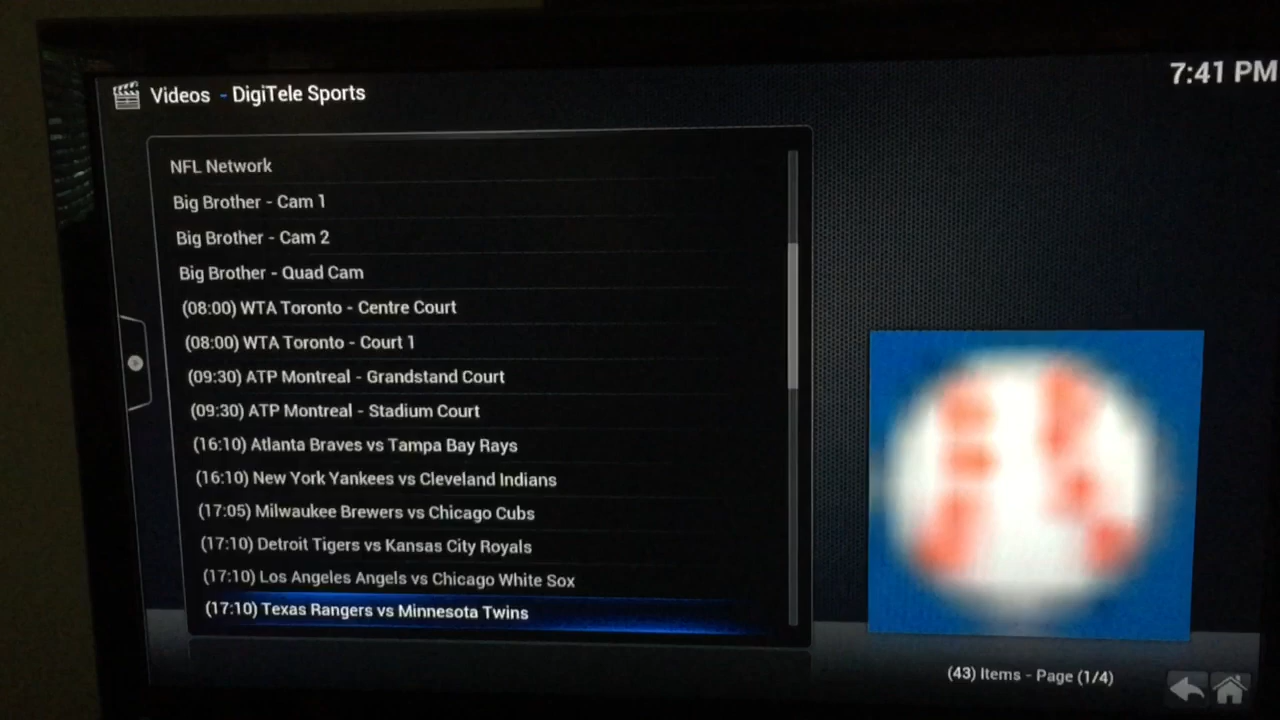 Videos - DigiTele Sports
7:41 PM
NFL Network
Big Brother - Cam 1
Big Brother - Cam 2
Big Brother - Quad Cam
(08:00) WTA Toronto - Centre Court
(08:00) WTA Toronto - Court 1
(09:30) ATP Montreal - Grandstand Court
(09:30) ATP Montreal - Stadium Court
(16:10) Atlanta Braves vs Tampa Bay Rays
(16:10) New York Yankees vs Cleveland Indians
(17:05) Milwaukee Brewers vs Chicago Cubs
(17:10) Detroit Tigers vs Kansas City Royals
(17:10) Los Angeles Angels vs Chicago White Sox
(17:10) Texas Rangers vs Minnesota Twins
(43) Items - Page (1/4)